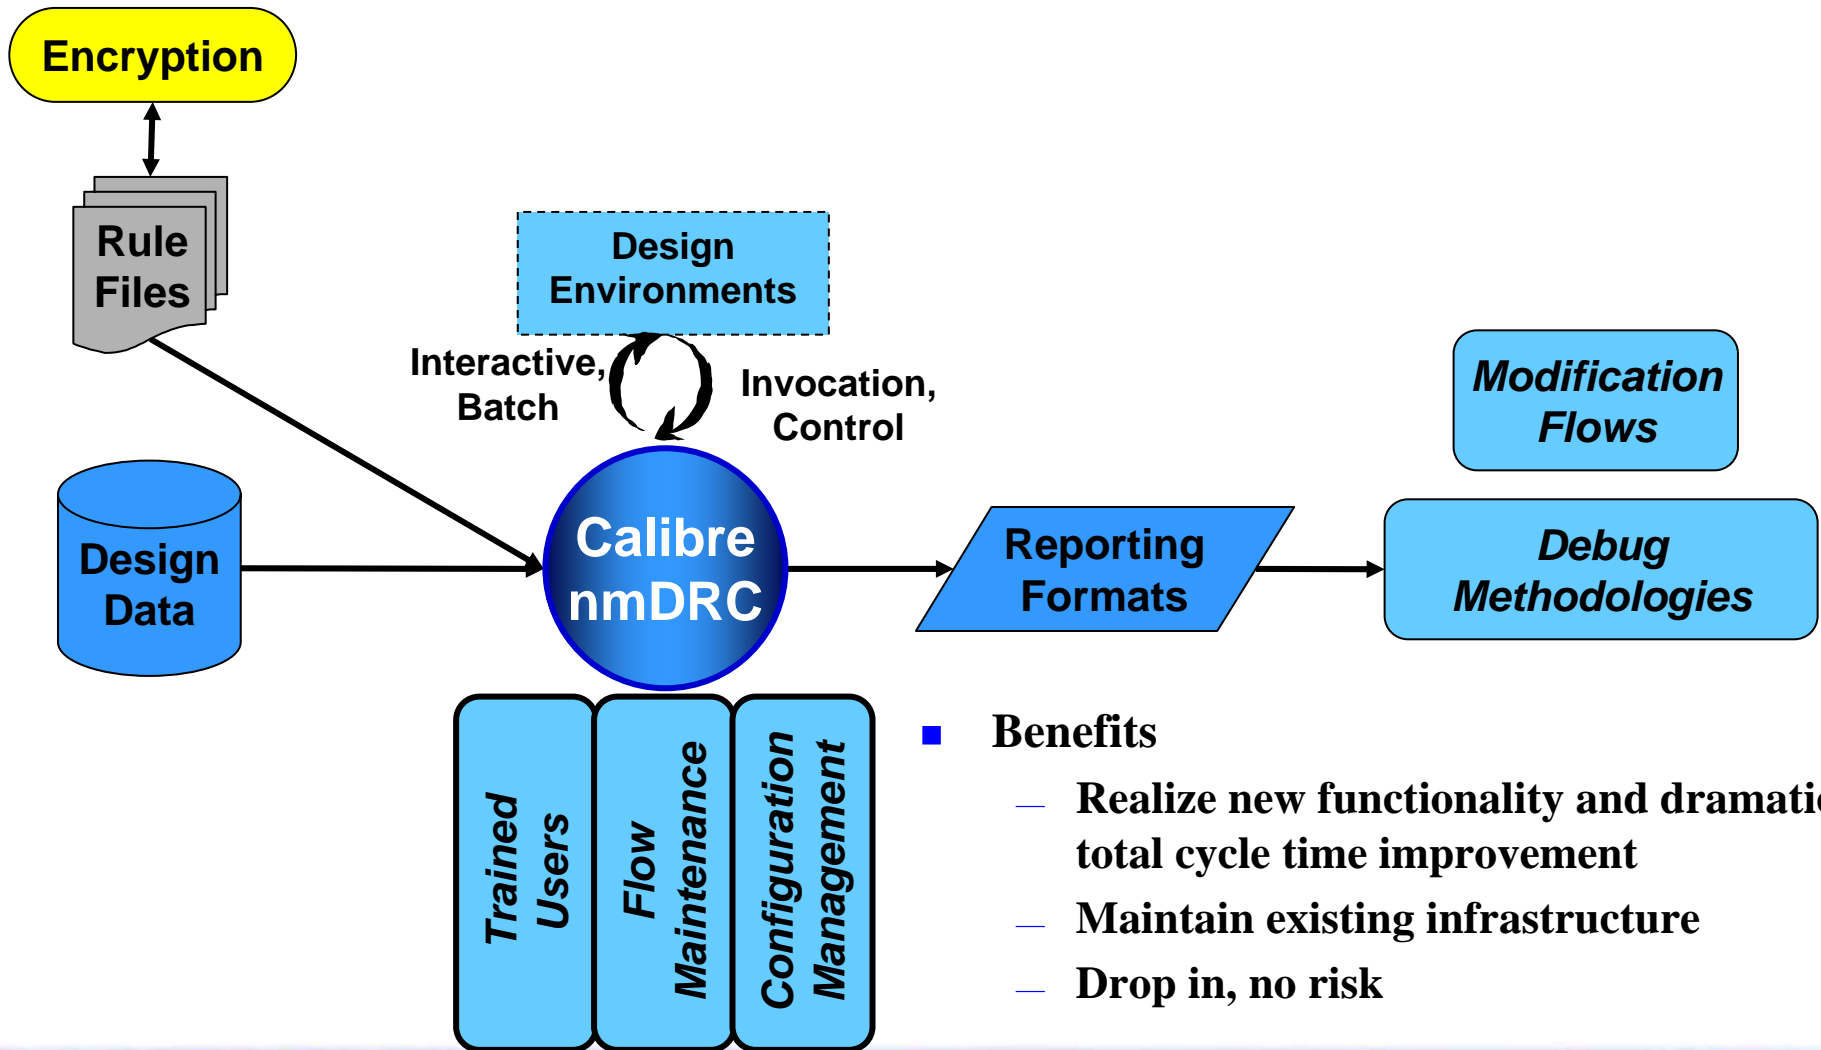 Encryption
Rule
Files
Design
Environments
Interactive,
Batch
Invocation,
Control
Modification
Flows
Design
Data
Calibre
nmDRC
Reporting
Formats
Debug
Methodologies
Trained
Users
Flow
Maintenance
Configuration
Management
Benefits
— Realize new functionality and dramatic
total cycle time improvement
— Maintain existing infrastructure
— Drop in, no risk